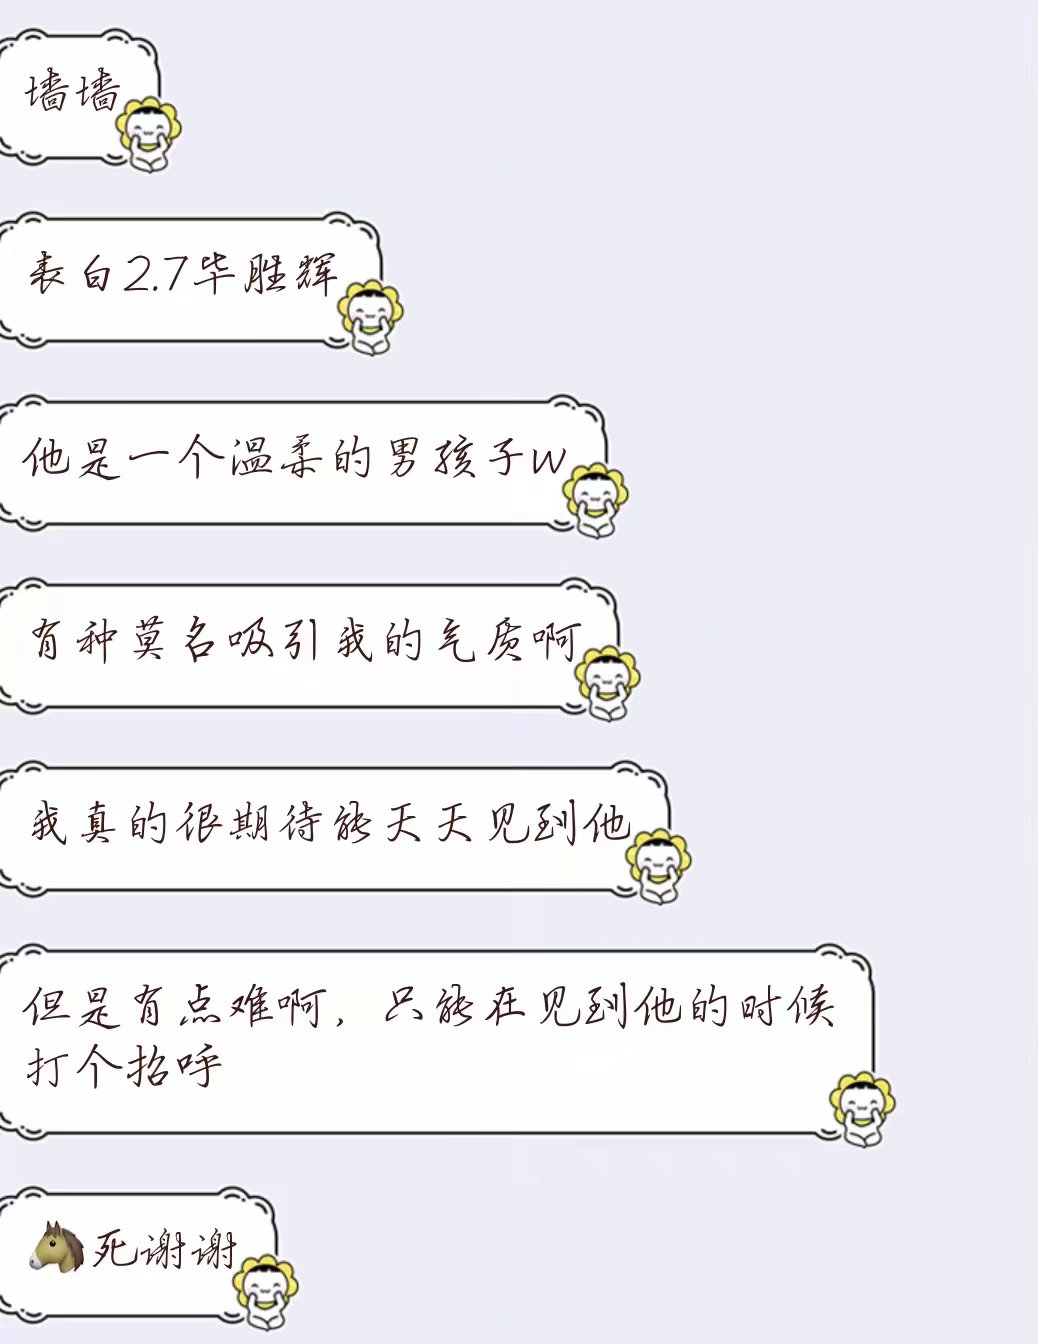 墙墙
表白2.7毕胜辉
他是一个温柔的男孩子w
有种莫名吸引我的气质啊
我真的很期待能天天见到他
但是有点难啊，只能在见到他的时候
打个招呼
🐴死谢谢